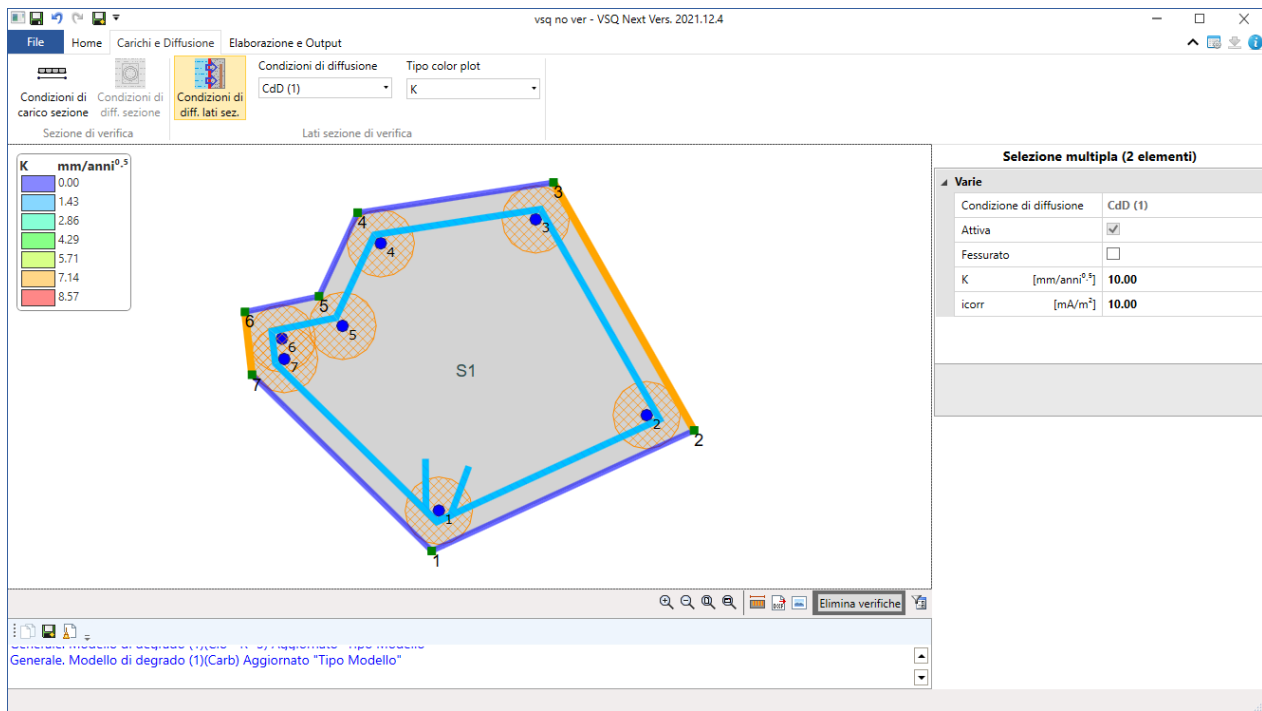 vsq no ver - VSQ Next Vers. 2021.12.4
File Home Carichi e Diffusione Elaborazione e Output
Condizioni di carico sezione
Condizioni di diff. sezione
Condizioni di diff. lati sez.
Condizioni di diffusione
CdD (1)
Tipo color plot
K
Sezione di verifica
Lati sezione di verifica
K mm/anni⁰·⁵
0.00
1.43
2.86
4.29
5.71
7.14
8.57
3
4
3
4
5
6
5
6
7
7
S1
2
2
1
1
Selezione multipla (2 elementi)
Varie
Condizione di diffusione CdD (1)
Attiva
Fessurato
K [mm/anni⁰·⁵] 10.00
icorr [mA/m²] 10.00
DXF
Elimina verifiche
Generale. Modello di degrado (1)(Carb) Aggiornato "Tipo Modello"